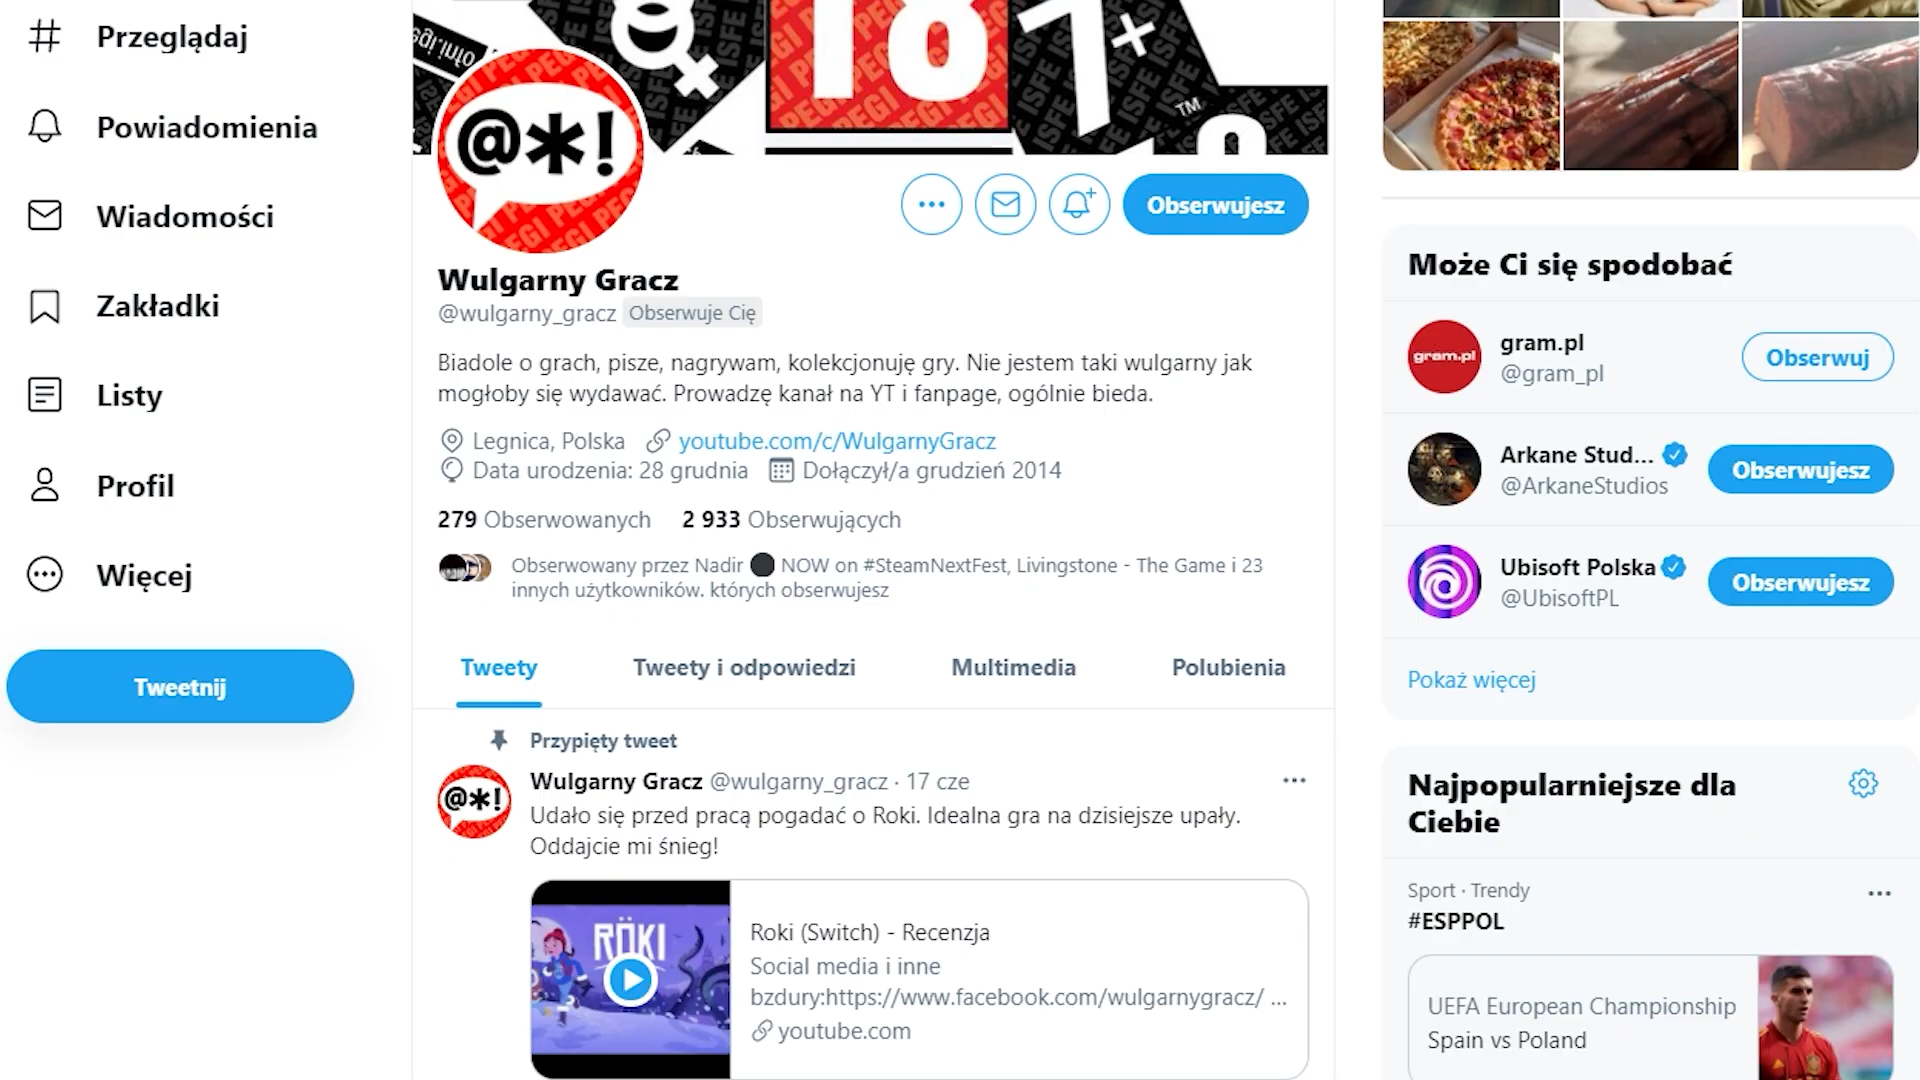 Przeglądaj
Powiadomienia
Wiadomości
Zakładki
Listy
Profil
Więcej
Tweetnij
18
7+
TM
ISFE
PEGI
@*!
Obserwujesz
Wulgarny Gracz
@wulgarny_gracz Obserwuje Cię
Biadole o grach, pisze, nagrywam, kolekcjonuję gry. Nie jestem taki wulgarny jak
mogłoby się wydawać. Prowadzę kanał na YT i fanpage, ogólnie bieda.
Legnica, Polska youtube.com/c/WulgarnyGracz
Data urodzenia: 28 grudnia Dołączył/a grudzień 2014
279 Obserwowanych 2 933 Obserwujących
Obserwowany przez Nadir NOW on #SteamNextFest, Livingstone - The Game i 23
innych użytkowników. których obserwujesz
Tweety Tweety i odpowiedzi Multimedia Polubienia
Przypięty tweet
@*!
Wulgarny Gracz @wulgarny_gracz · 17 cze
Udało się przed pracą pogadać o Roki. Idealna gra na dzisiejsze upały.
Oddajcie mi śnieg!
RÖKI
Roki (Switch) - Recenzja
Social media i inne
bzdury:https://www.facebook.com/wulgarnygracz/ ...
youtube.com
Może Ci się spodobać
gram.pl
gram.pl
@gram_pl
Obserwuj
Arkane Stud...
@ArkaneStudios
Obserwujesz
Ubisoft Polska
@UbisoftPL
Obserwujesz
Pokaż więcej
Najpopularniejsze dla
Ciebie
Sport · Trendy
#ESPPOL
UEFA European Championship
Spain vs Poland